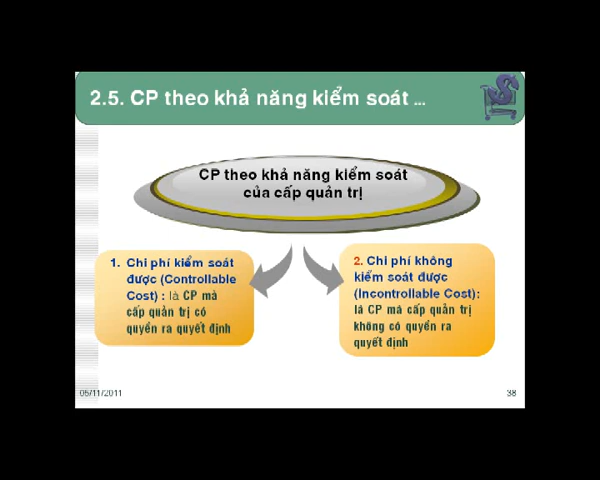 2.5. CP theo khả năng kiểm soát ...
CP theo khả năng kiểm soát
của cấp quản trị
1. Chi phí kiểm soát
được (Controllable
Cost) : là CP mà
cấp quản trị có
quyền ra quyết định
2. Chi phí không
kiểm soát được
(Incontrollable Cost):
là CP mà cấp quản trị
không có quyền ra
quyết định
05/11/2011
38